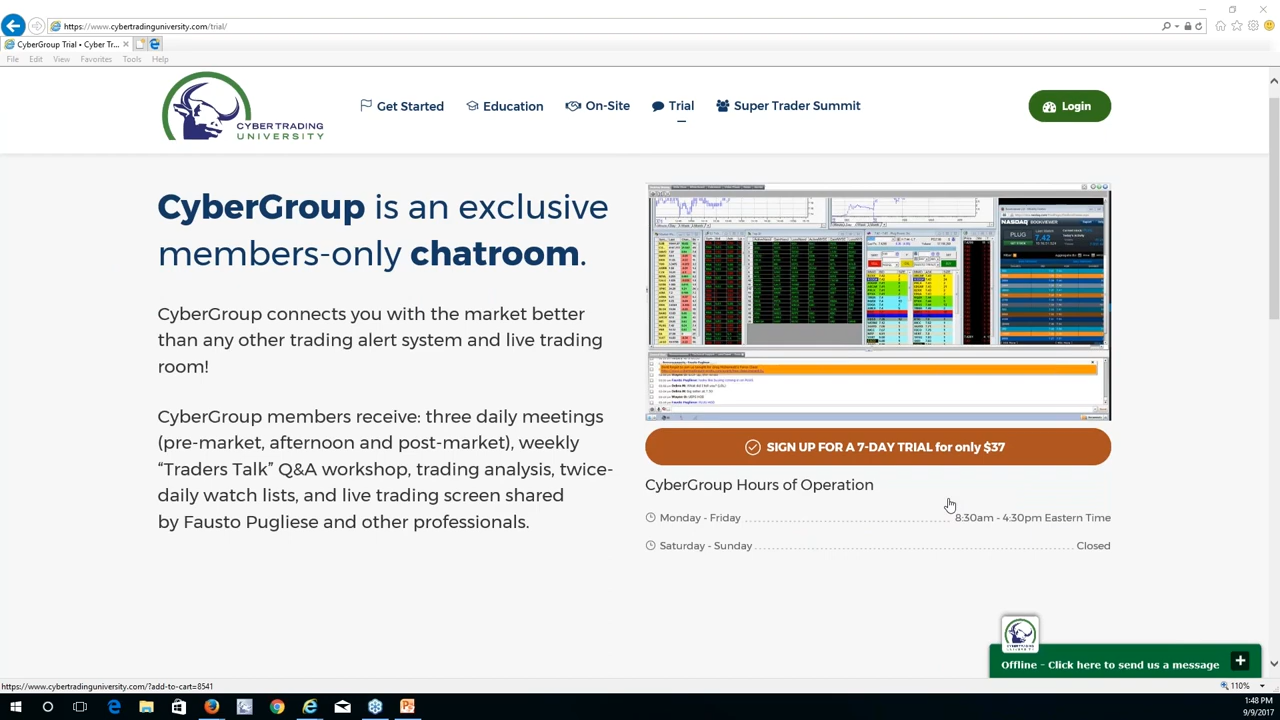 https://www.cybertradinguniversity.com/trial/
CyberGroup Trial • Cyber Tr...
File Edit View Favorites Tools Help
CYBERTRADING
UNIVERSITY
Get Started
Education
On-Site
Trial
Super Trader Summit
Login
CyberGroup is an exclusive
members-only chatroom.
CyberGroup connects you with the market better
than any other trading alert system and live trading
room!
CyberGroup members receive: three daily meetings
(pre-market, afternoon and post-market), weekly
“Traders Talk” Q&A workshop, trading analysis, twice-
daily watch lists, and live trading screen shared
by Fausto Pugliese and other professionals.
NASDAQ
PLUG
7.42
SIGN UP FOR A 7-DAY TRIAL for only $37
CyberGroup Hours of Operation
Monday - Friday 8:30am - 4:30pm Eastern Time
Saturday - Sunday Closed
Offline - Click here to send us a message
https://www.cybertradinguniversity.com/?add-to-cart=8541
110%
1:48 PM
9/9/2017